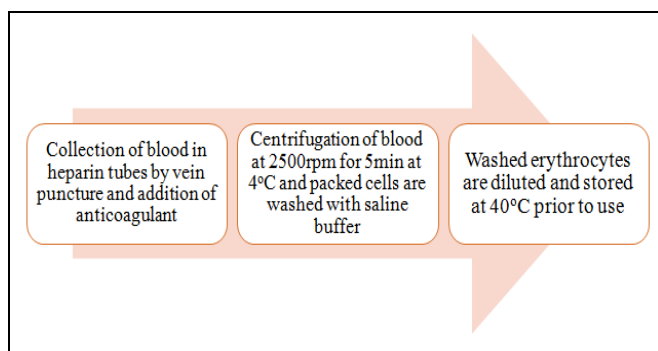 Collection of blood in
heparin tubes by vein
puncture and addition of
anticoagulant
Centrifugation of blood
at 2500rpm for 5min at
4°C and packed cells are
washed with saline
buffer
Washed erythrocytes
are diluted and stored
at 40°C prior to use